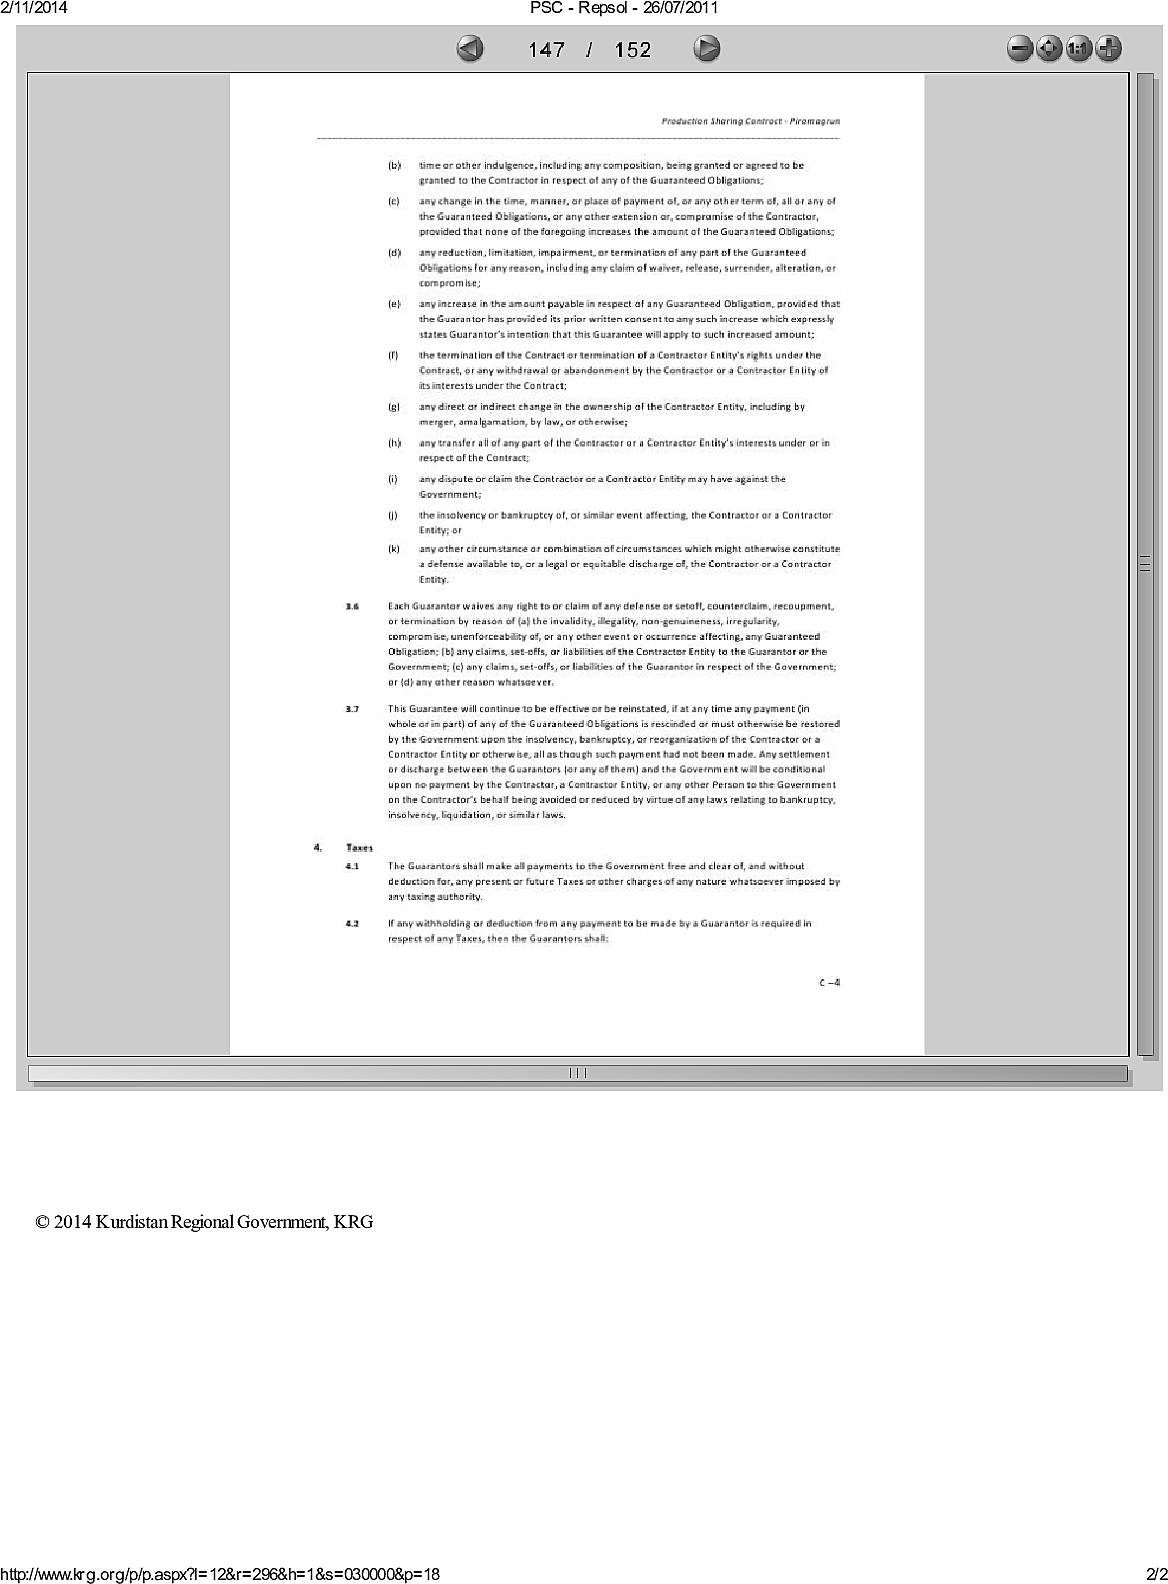 2/11/2014 PSC - Repsol - 26/07/2011
147 / 152
1:1
Production Sharing Contract - Piramagrun
(b) time or other indulgence, including any composition, being granted or agreed to be
granted to the Contractor in respect of any of the Guaranteed Obligations;
(c) any change in the time, manner, or place of payment of, or any other term of, all or any of
the Guaranteed Obligations, or any other extension or, compromise of the Contractor,
provided that none of the foregoing increases the amount of the Guaranteed Obligations;
(d) any reduction, limitation, impairment, or termination of any part of the Guaranteed
Obligations for any reason, including any claim of waiver, release, surrender, alteration, or
compromise;
(e) any increase in the amount payable in respect of any Guaranteed Obligation, provided that
the Guarantor has provided its prior written consent to any such increase which expressly
states Guarantor's intention that this Guarantee will apply to such increased amount;
(f) the termination of the Contract or termination of a Contractor Entity's rights under the
Contract, or any withdrawal or abandonment by the Contractor or a Contractor Entity of
its interests under the Contract;
(g) any direct or indirect change in the ownership of the Contractor Entity, including by
merger, amalgamation, by law, or otherwise;
(h) any transfer all of any part of the Contractor or a Contractor Entity's interests under or in
respect of the Contract;
(i) any dispute or claim the Contractor or a Contractor Entity may have against the
Government;
(j) the insolvency or bankruptcy of, or similar event affecting, the Contractor or a Contractor
Entity; or
(k) any other circumstance or combination of circumstances which might otherwise constitute
a defense available to, or a legal or equitable discharge of, the Contractor or a Contractor
Entity.
3.6 Each Guarantor waives any right to or claim of any defense or setoff, counterclaim, recoupment,
or termination by reason of (a) the invalidity, illegality, non-genuineness, irregularity,
compromise, unenforceability of, or any other event or occurrence affecting, any Guaranteed
Obligation; (b) any claims, set-offs, or liabilities of the Contractor Entity to the Guarantor or the
Government; (c) any claims, set-offs, or liabilities of the Guarantor in respect of the Government;
or (d) any other reason whatsoever.
3.7 This Guarantee will continue to be effective or be reinstated, if at any time any payment (in
whole or in part) of any of the Guaranteed Obligations is rescinded or must otherwise be restored
by the Government upon the insolvency, bankruptcy, or reorganization of the Contractor or a
Contractor Entity or otherwise, all as though such payment had not been made. Any settlement
or discharge between the Guarantors (or any of them) and the Government will be conditional
upon no payment by the Contractor, a Contractor Entity, or any other Person to the Government
on the Contractor's behalf being avoided or reduced by virtue of any laws relating to bankruptcy,
insolvency, liquidation, or similar laws.
4. Taxes
4.1 The Guarantors shall make all payments to the Government free and clear of, and without
deduction for, any present or future Taxes or other charges of any nature whatsoever imposed by
any taxing authority.
4.2 If any withholding or deduction from any payment to be made by a Guarantor is required in
respect of any Taxes, then the Guarantors shall:
C –4
© 2014 Kurdistan Regional Government, KRG
http://www.krg.org/p/p.aspx?l=12&r=296&h=1&s=030000&p=18 2/2